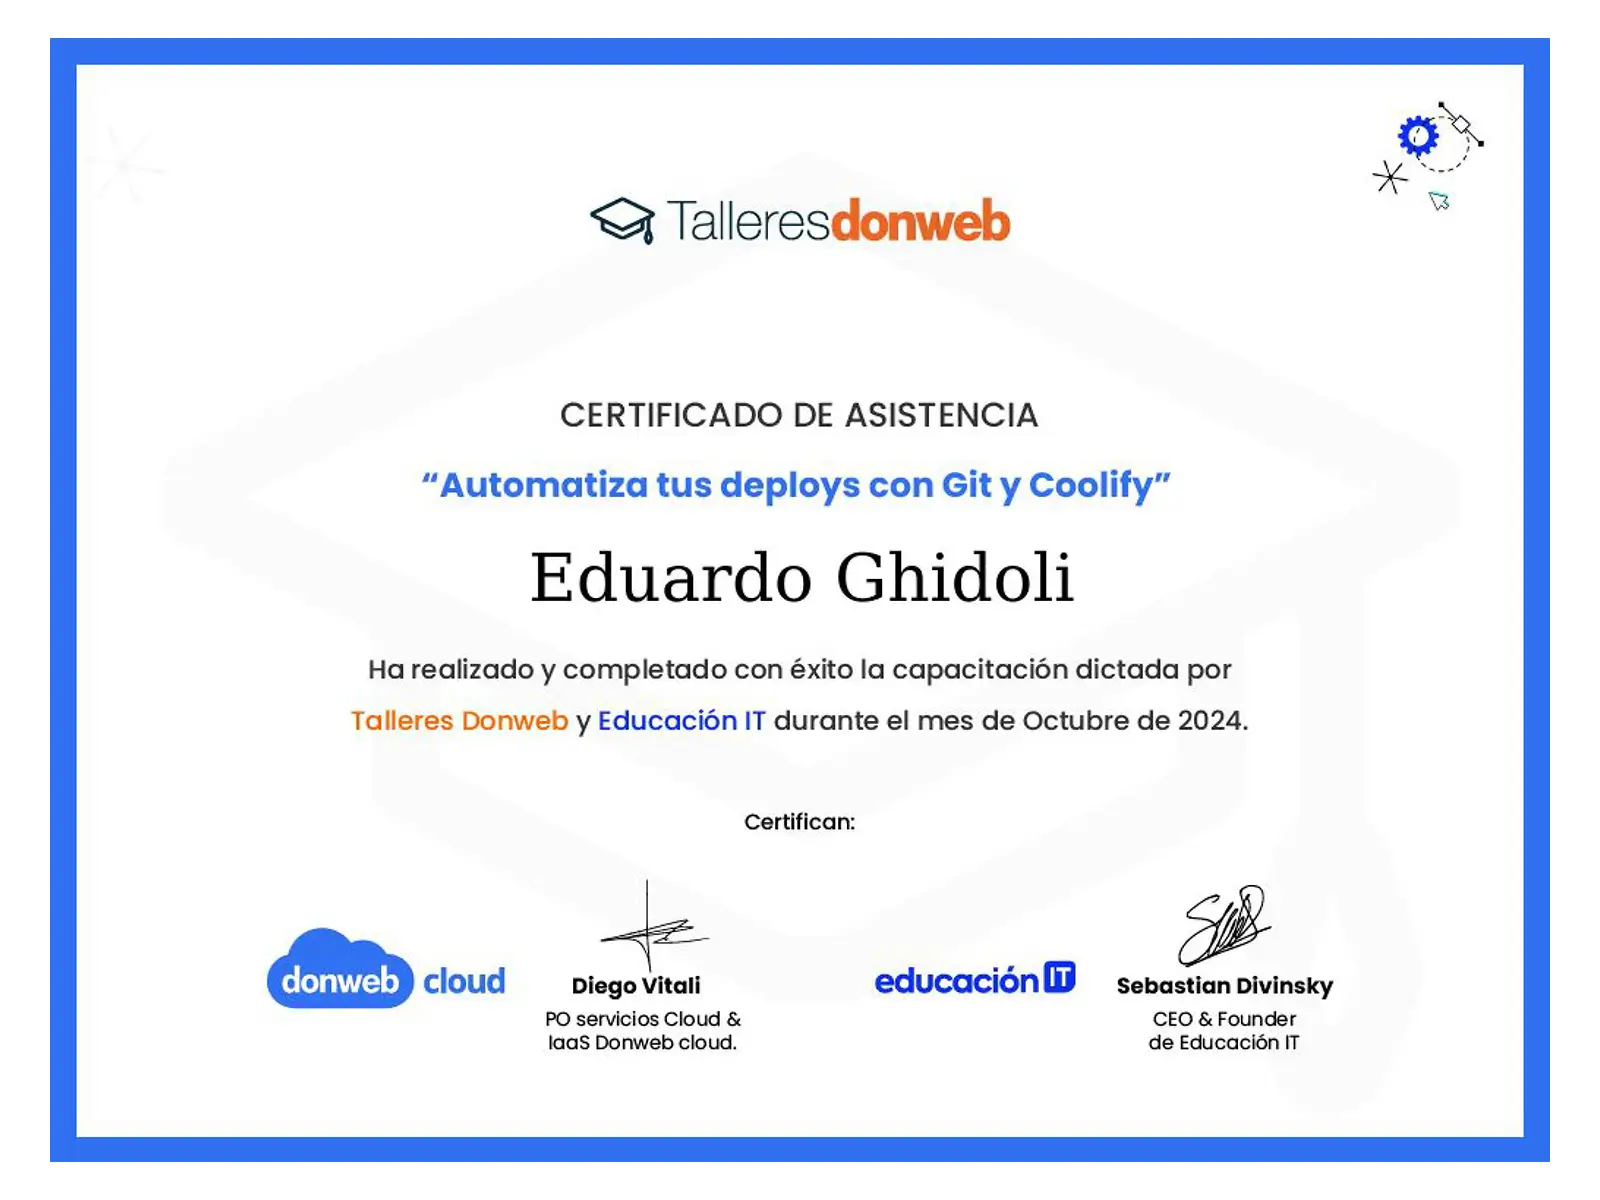 Talleresdonweb
CERTIFICADO DE ASISTENCIA
“Automatiza tus deploys con Git y Coolify”
Eduardo Ghidoli
Ha realizado y completado con éxito la capacitación dictada por
Talleres Donweb y Educación IT durante el mes de Octubre de 2024.
Certifican:
donweb cloud
Diego Vitali
PO servicios Cloud &
IaaS Donweb cloud.
educación IT
Sebastian Divinsky
CEO & Founder
de Educación IT